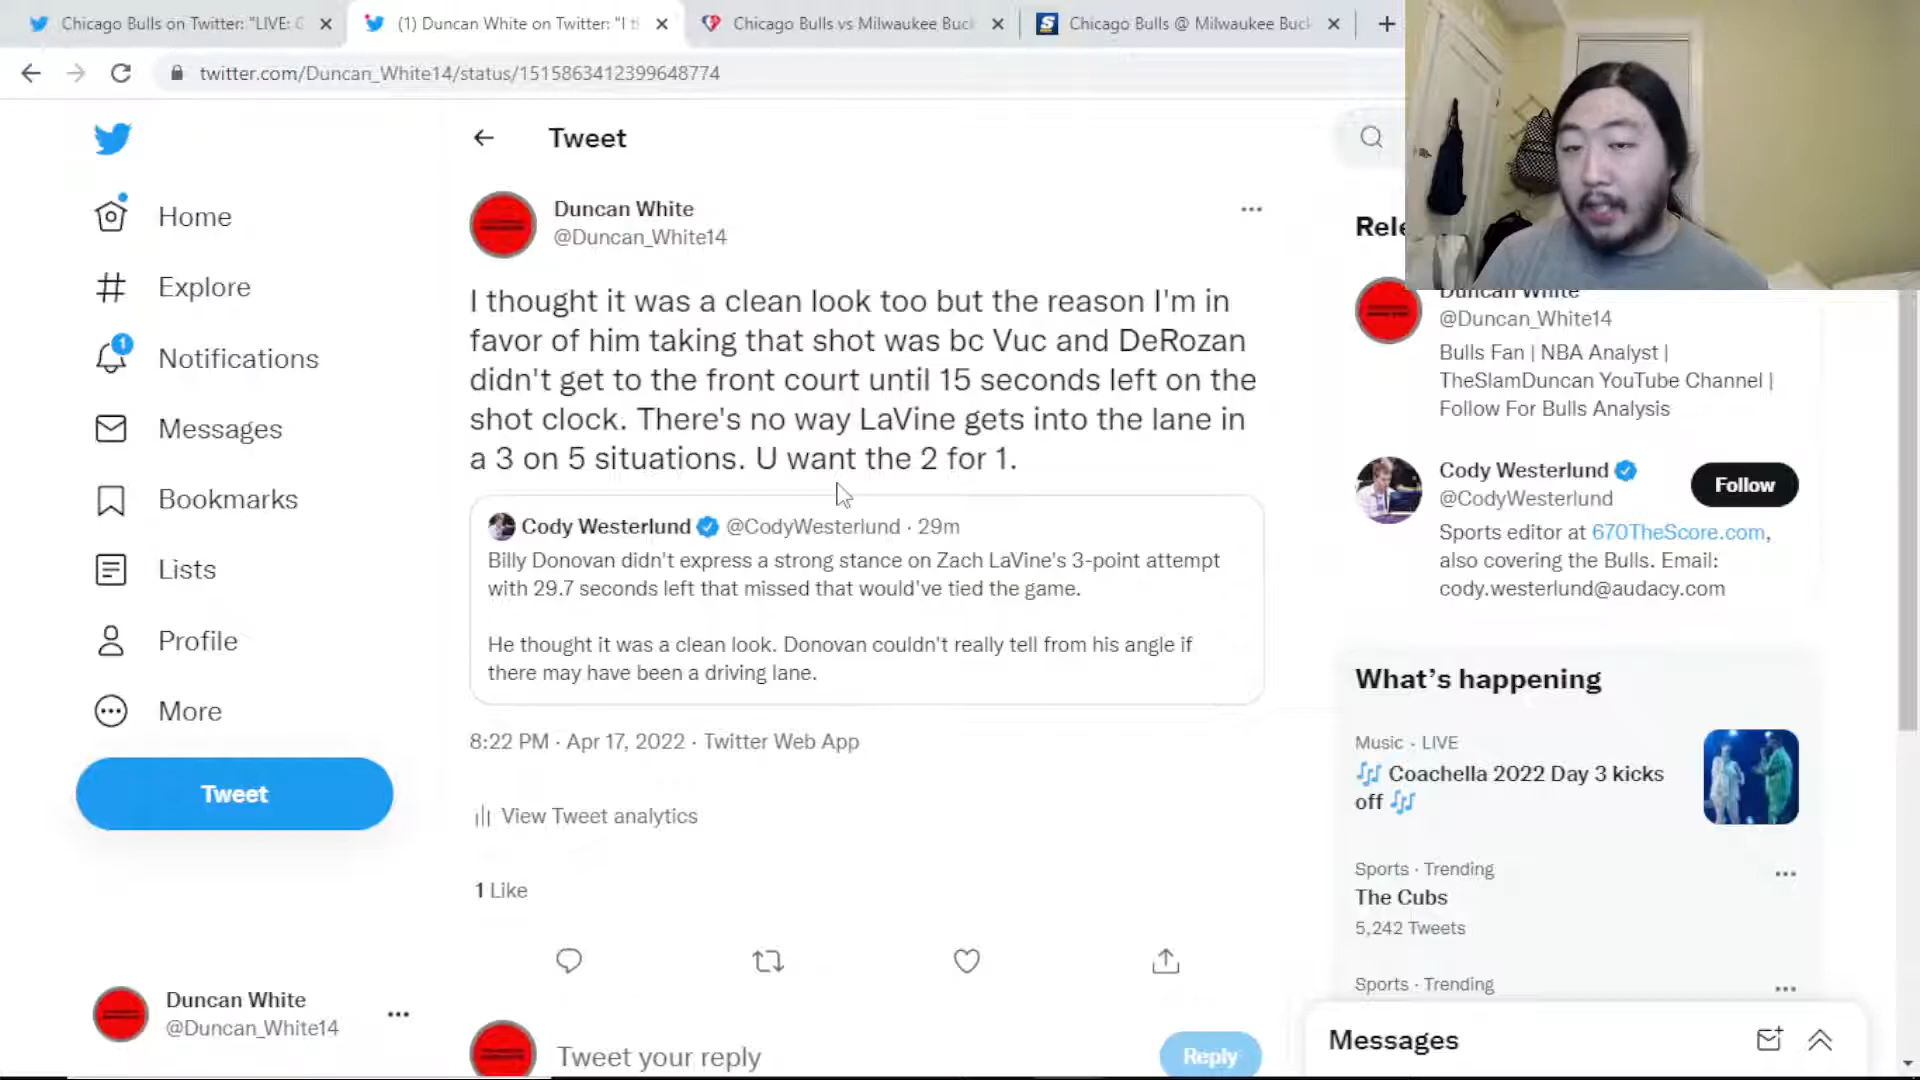 Chicago Bulls on Twitter: "LIVE: C
(1) Duncan White on Twitter: "I t
Chicago Bulls vs Milwaukee Buc
Chicago Bulls @ Milwaukee Buc
twitter.com/Duncan_White14/status/1515863412399648774
Home
Explore
1
Notifications
Messages
Bookmarks
Lists
Profile
More
Tweet
Duncan White
@Duncan_White14
Tweet
Duncan White
@Duncan_White14
I thought it was a clean look too but the reason I'm in
favor of him taking that shot was bc Vuc and DeRozan
didn't get to the front court until 15 seconds left on the
shot clock. There's no way LaVine gets into the lane in
a 3 on 5 situations. U want the 2 for 1.
Cody Westerlund @CodyWesterlund · 29m
Billy Donovan didn't express a strong stance on Zach LaVine's 3-point attempt
with 29.7 seconds left that missed that would've tied the game.
He thought it was a clean look. Donovan couldn't really tell from his angle if
there may have been a driving lane.
8:22 PM · Apr 17, 2022 · Twitter Web App
View Tweet analytics
1 Like
Tweet your reply
Reply
Rele
Duncan White
@Duncan_White14
Bulls Fan | NBA Analyst |
TheSlamDuncan YouTube Channel |
Follow For Bulls Analysis
Cody Westerlund
@CodyWesterlund
Follow
Sports editor at 670TheScore.com,
also covering the Bulls. Email:
cody.westerlund@audacy.com
What's happening
Music · LIVE
Coachella 2022 Day 3 kicks
off
Sports · Trending
The Cubs
5,242 Tweets
Sports · Trending
Messages